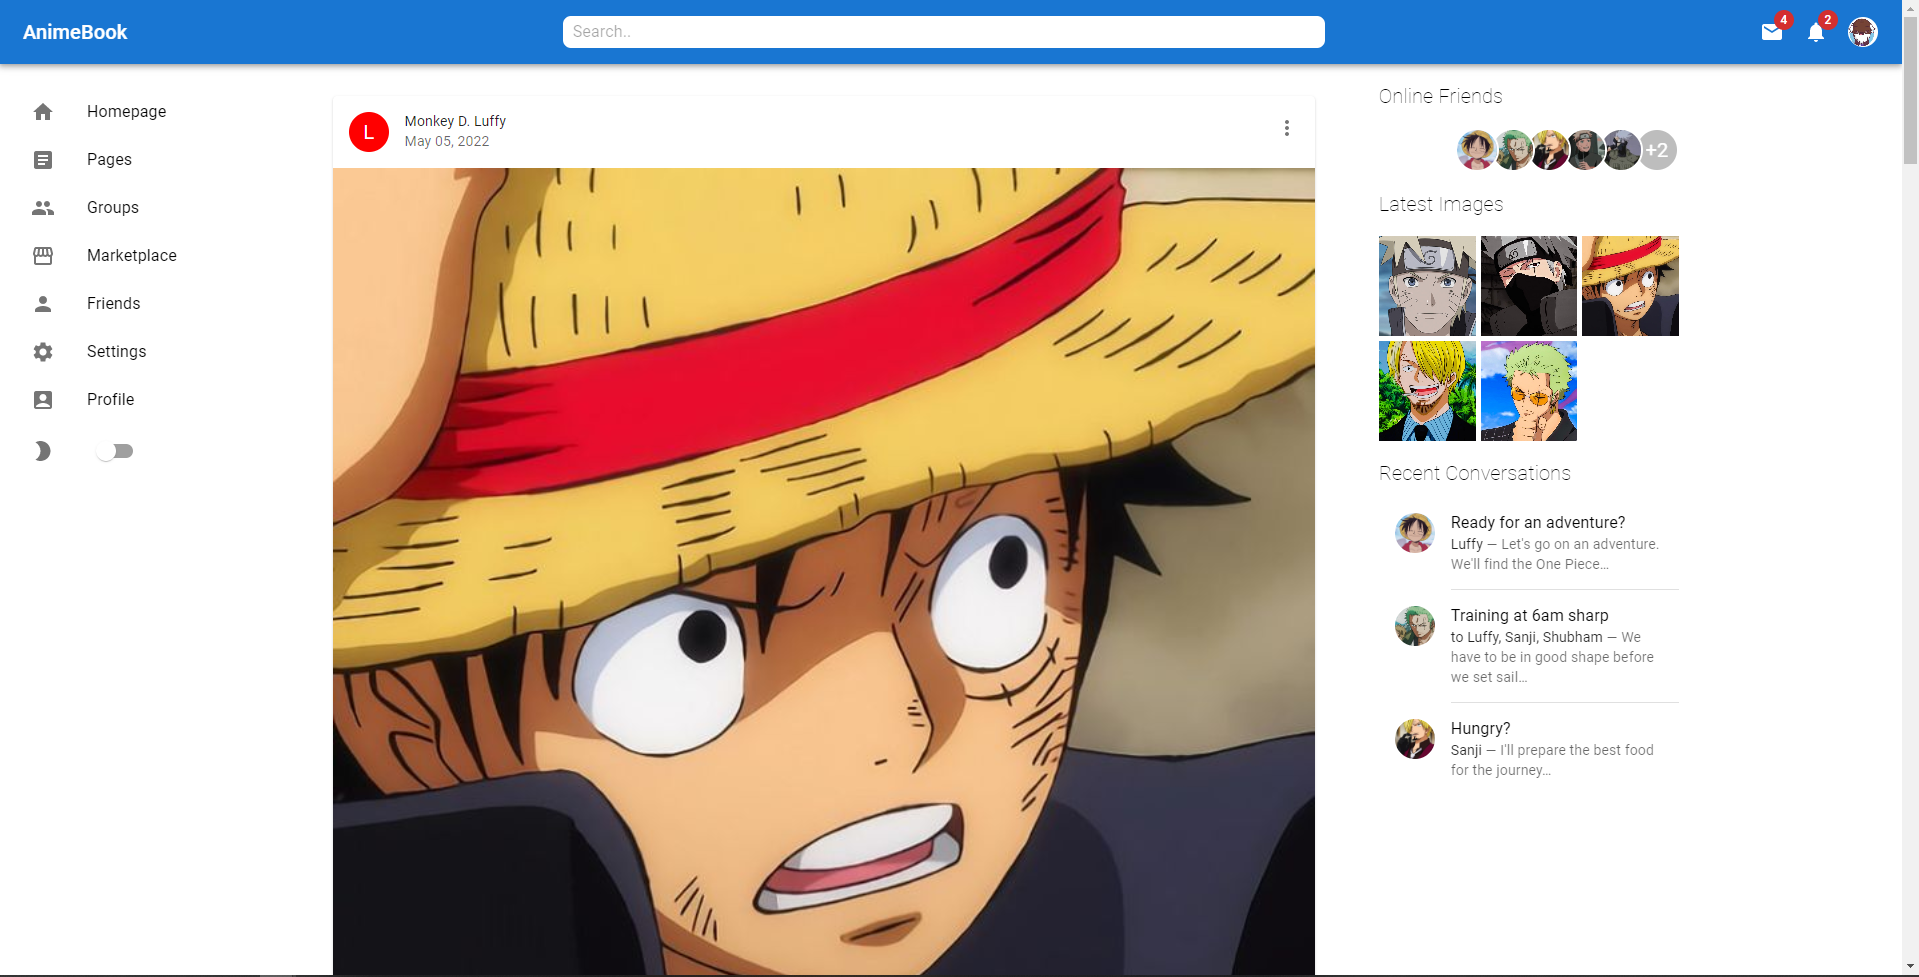 AnimeBook
Search..
4
2
Homepage
Pages
Groups
Marketplace
Friends
Settings
Profile
L
Monkey D. Luffy
May 05, 2022
Online Friends
+2
Latest Images
Recent Conversations
Ready for an adventure?
Luffy — Let's go on an adventure.
We'll find the One Piece…
Training at 6am sharp
to Luffy, Sanji, Shubham — We
have to be in good shape before
we set sail…
Hungry?
Sanji — I'll prepare the best food
for the journey…